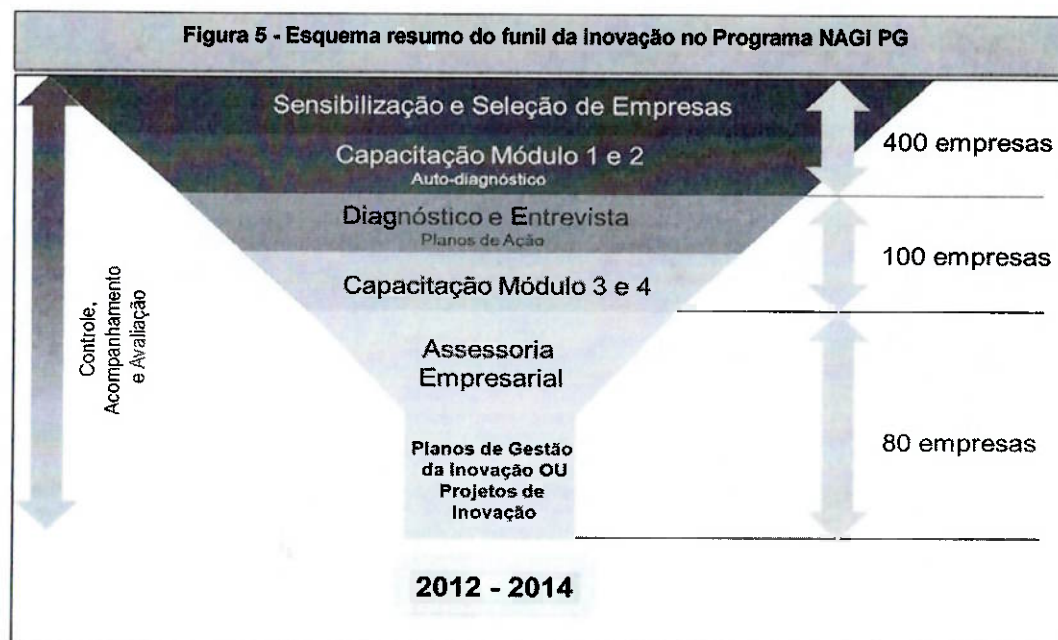 Figura 5 - Esquema resumo do funil da Inovação no Programa NAGI PG
Sensibilização e Seleção de Empresas
Capacitação Módulo 1 e 2
Auto-diagnóstico
Diagnóstico e Entrevista
Planos de Ação
Capacitação Módulo 3 e 4
Assessoria
Empresarial
Planos de Gestão
da Inovação OU
Projetos de
Inovação
2012 - 2014
Controle,
Acompanhamento
e Avaliação
400 empresas
100 empresas
80 empresas